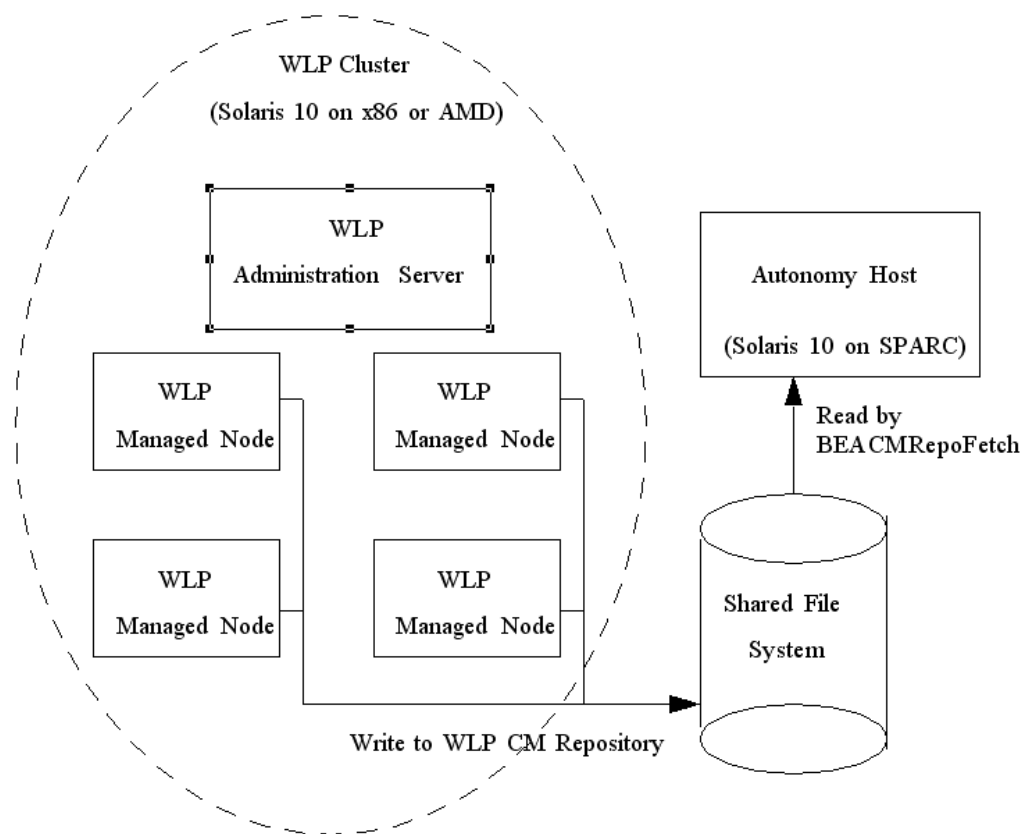 WLP Cluster
(Solaris 10 on x86 or AMD)
WLP
Administration Server
Autonomy Host
(Solaris 10 on SPARC)
WLP
Managed Node
WLP
Managed Node
Read by
BEACMRepoFetch
WLP
Managed Node
WLP
Managed Node
Shared File
System
Write to WLP CM Repository